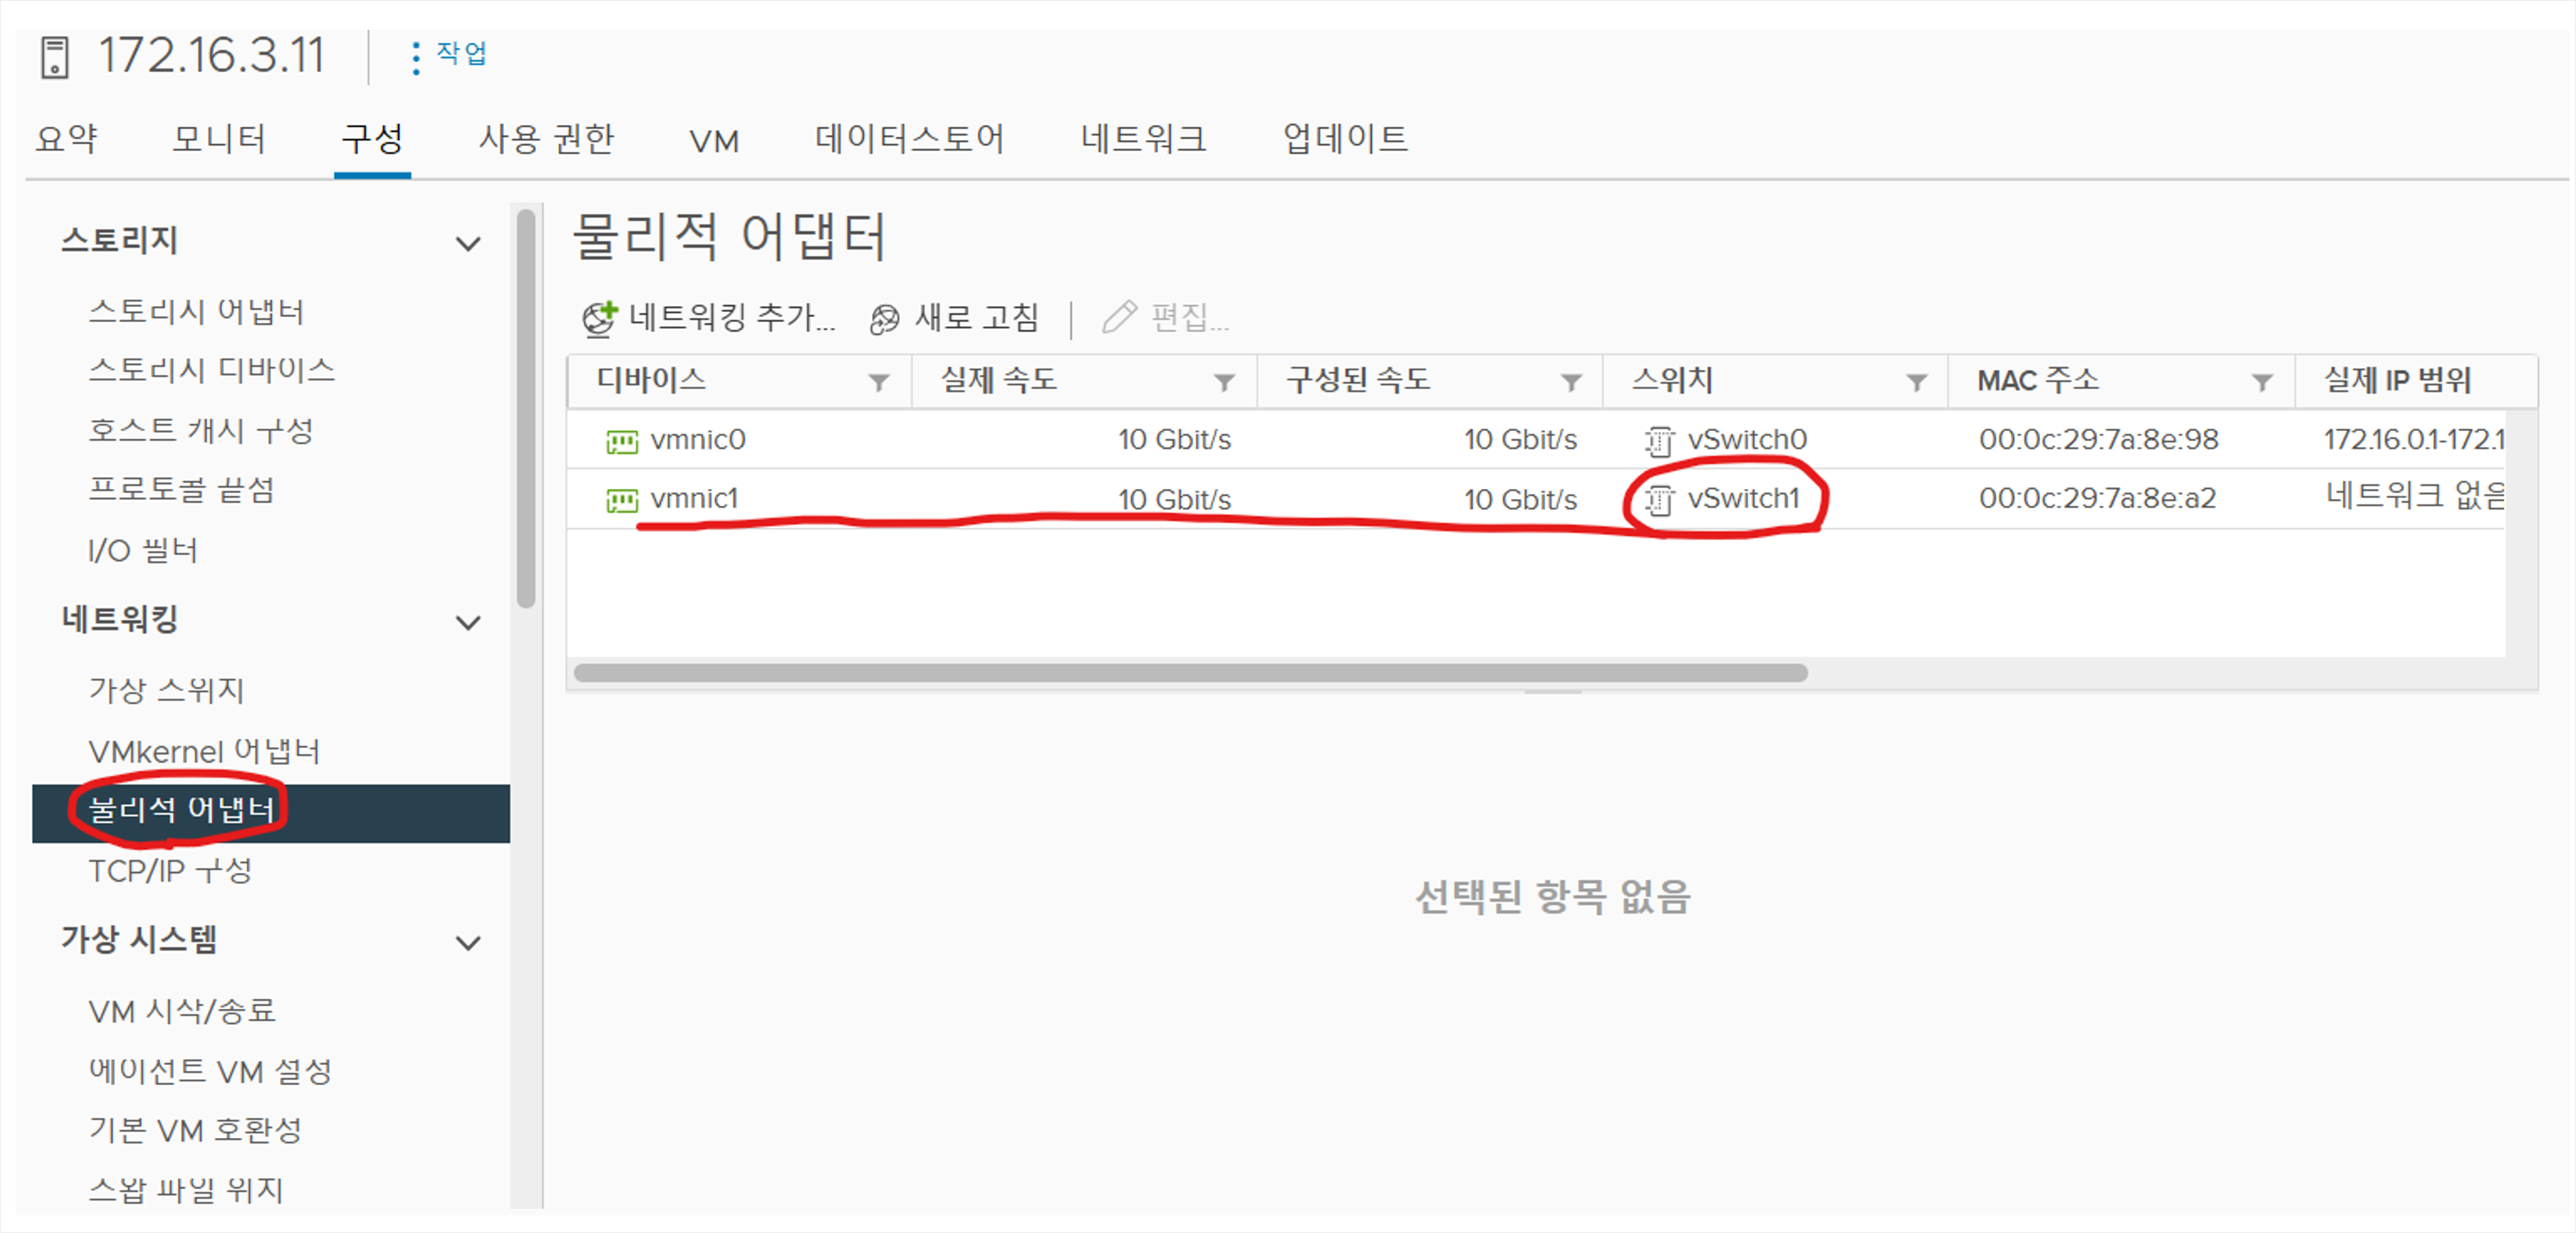 172.16.3.11
작업
요약 모니터 구성 사용 권한 VM 데이터스토어 네트워크 업데이트
스토리지
스토리지 어댑터
스토리지 디바이스
호스트 캐시 구성
프로토콜 끝점
I/O 필터
네트워킹
가상 스위치
VMkernel 어댑터
물리적 어댑터
TCP/IP 구성
가상 시스템
VM 시작/종료
에이전트 VM 설정
기본 VM 호환성
스왑 파일 위치
물리적 어댑터
네트워킹 추가... 새로 고침 편집...
디바이스 실제 속도 구성된 속도 스위치 MAC 주소 실제 IP 범위
vmnic0 10 Gbit/s 10 Gbit/s vSwitch0 00:0c:29:7a:8e:98 172.16.0.1-172.1
vmnic1 10 Gbit/s 10 Gbit/s vSwitch1 00:0c:29:7a:8e:a2 네트워크 없음
선택된 항목 없음